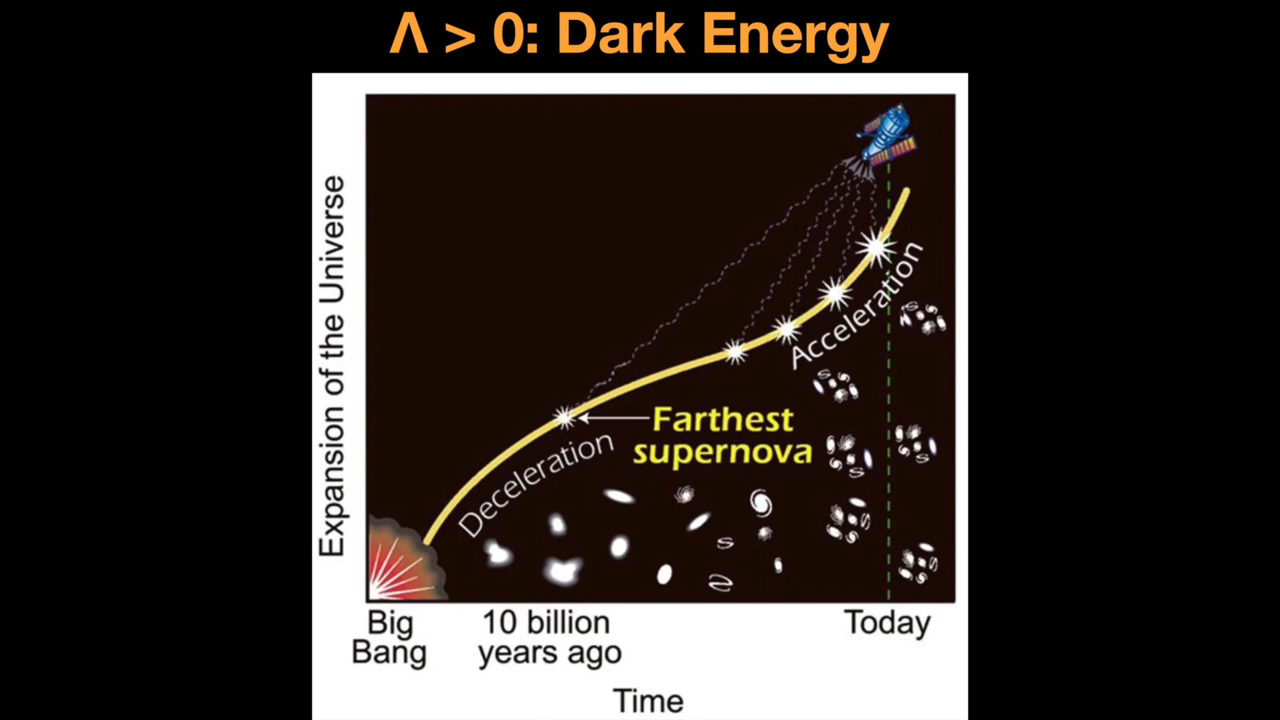 Λ > 0: Dark Energy
Expansion of the Universe
Acceleration
Farthest
supernova
Deceleration
Big
Bang
10 billion
years ago
Today
Time